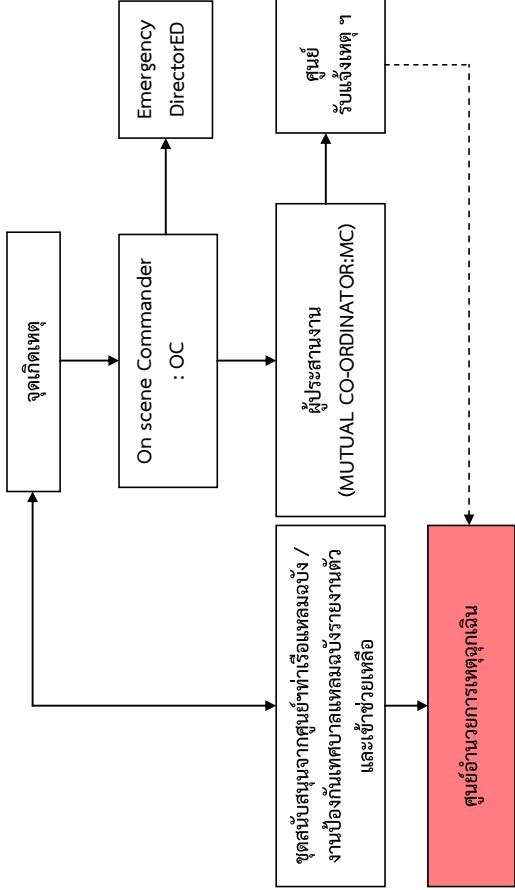 จุดเกิดเหตุ
On scene Commander
: OC
Emergency
DirectorED
ผู้ประสานงาน
(MUTUAL CO-ORDINATOR:MC)
ศูนย์
รับแจ้งเหตุ ฯ
ชุดสนับสนุนจากศูนย์ฯท่าเรือแหลมฉบัง /
งานป้องกันเทศบาลแหลมฉบังรายงานตัว
และเข้าช่วยเหลือ
ศูนย์อำนวยการเหตุฉุกเฉิน